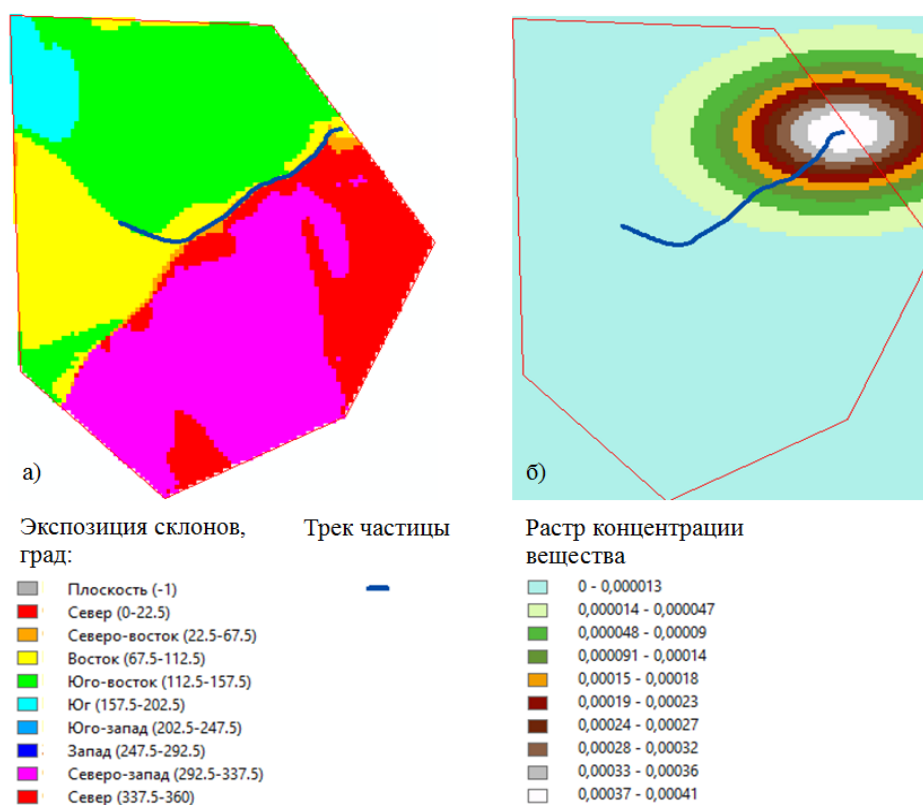 а)
б)
Экспозиция склонов,
град:
Плоскость (-1)
Север (0-22.5)
Северо-восток (22.5-67.5)
Восток (67.5-112.5)
Юго-восток (112.5-157.5)
Юг (157.5-202.5)
Юго-запад (202.5-247.5)
Запад (247.5-292.5)
Северо-запад (292.5-337.5)
Север (337.5-360)
Трек частицы
Растр концентрации
вещества
0 - 0,000013
0,000014 - 0,000047
0,000048 - 0,00009
0,000091 - 0,00014
0,00015 - 0,00018
0,00019 - 0,00023
0,00024 - 0,00027
0,00028 - 0,00032
0,00033 - 0,00036
0,00037 - 0,00041